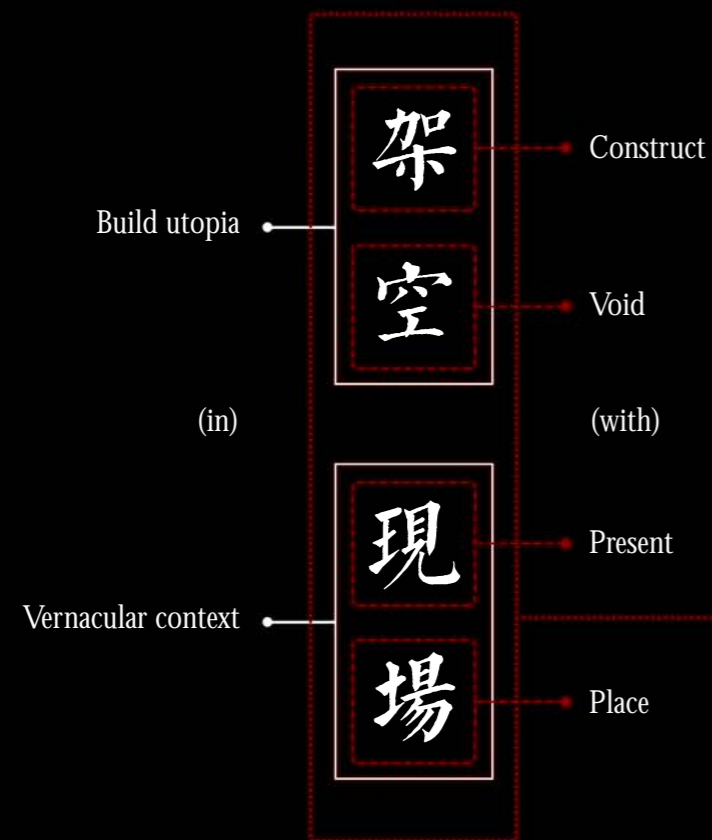 架
Construct
Build utopia
空
Void
(in)
(with)
現
Present
Vernacular context
場
Place